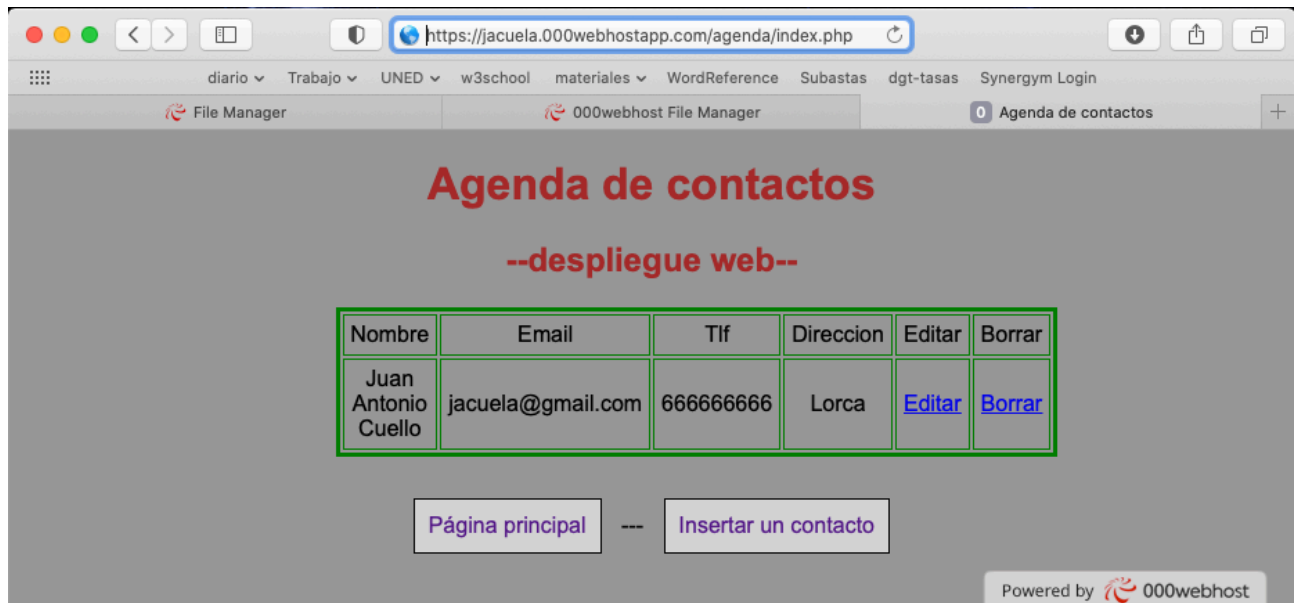 https://jacuela.000webhostapp.com/agenda/index.php
diario Trabajo UNED w3school materiales WordReference Subastas dgt-tasas Synergym Login
File Manager 000webhost File Manager 0 Agenda de contactos
Agenda de contactos
--despliegue web--
Nombre Email Tlf Direccion Editar Borrar
Juan
Antonio jacuela@gmail.com 666666666 Lorca Editar Borrar
Cuello
Página principal --- Insertar un contacto
Powered by 000webhost